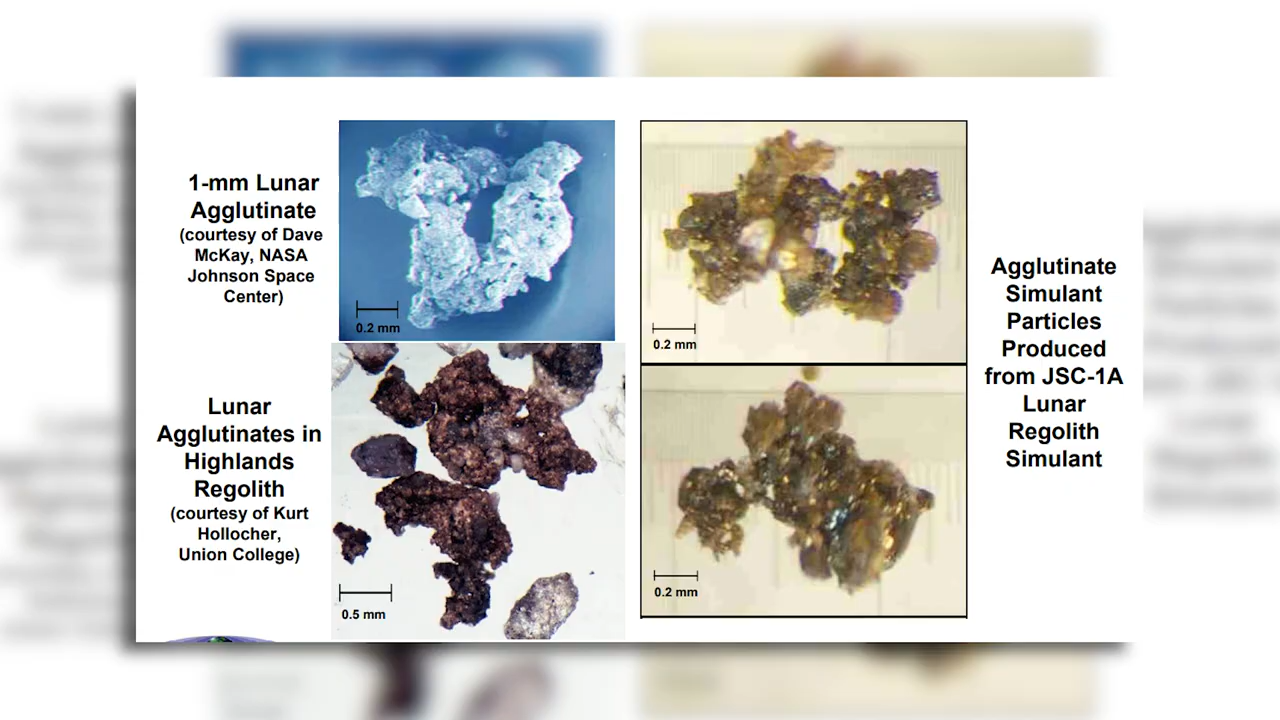 1-mm Lunar
Agglutinate
(courtesy of Dave
McKay, NASA
Johnson Space
Center)
0.2 mm
Lunar
Agglutinates in
Highlands
Regolith
(courtesy of Kurt
Hollocher,
Union College)
0.5 mm
0.2 mm
0.2 mm
Agglutinate
Simulant
Particles
Produced
from JSC-1A
Lunar
Regolith
Simulant